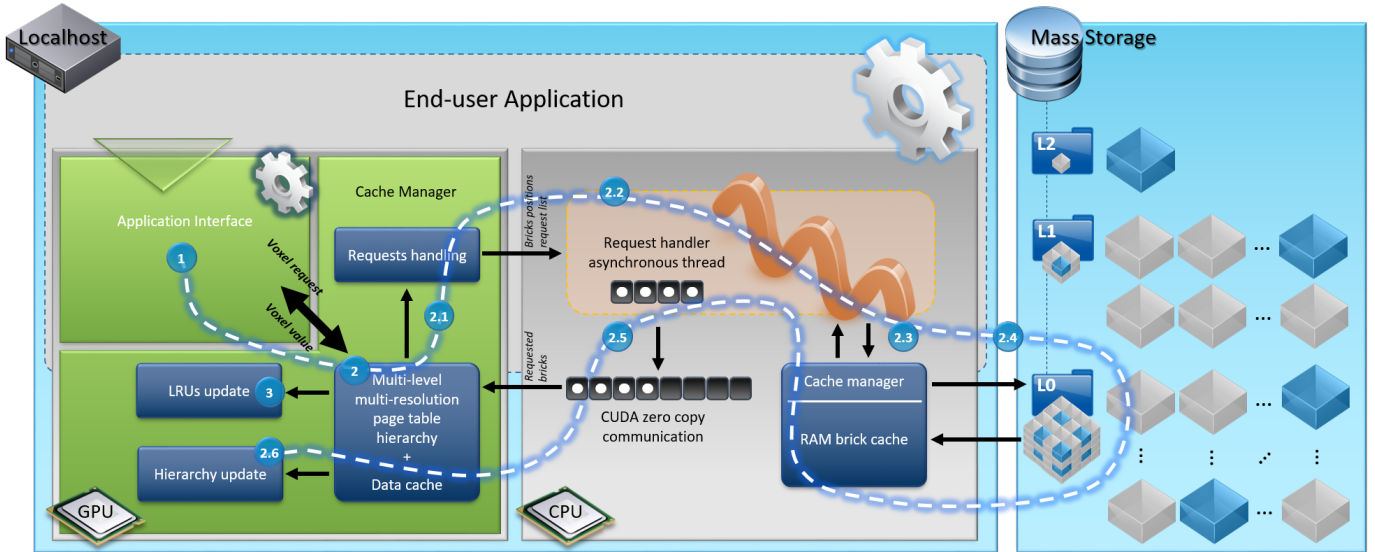 Localhost
Mass Storage
End-user Application
L2
Cache Manager
Application Interface
2.2
Bricks positions
request list
L1
Requests handling
Request handler
asynchronous thread
1
Voxel request
Voxel value
2.1
2.5
2.3
2.4
Requested
bricks
2
Multi-level
multi-resolution
page table
hierarchy
+
Data cache
LRUs update
3
Cache manager
L0
CUDA zero copy
communication
RAM brick cache
2.6
Hierarchy update
GPU
CPU